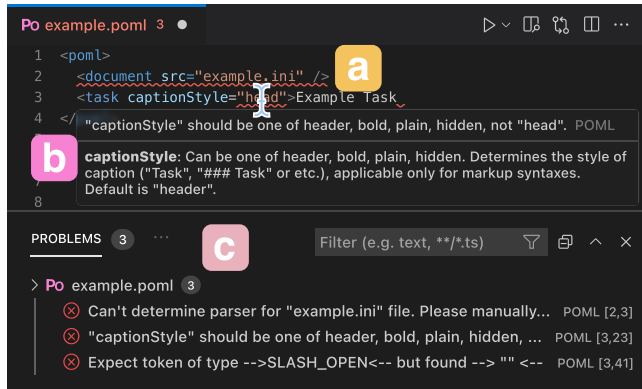 Po example.poml 3
1 <poml>
2 <document src="example.ini" />
a
3 <task captionStyle="head">Example Task
4 </
"captionStyle" should be one of header, bold, plain, hidden, not "head". POML
b
captionStyle: Can be one of header, bold, plain, hidden. Determines the style of
caption ("Task", "### Task" or etc.), applicable only for markup syntaxes.
Default is "header".
7
8
PROBLEMS 3 ...
c
Filter (e.g. text, **/*.ts)
Po example.poml 3
Can't determine parser for "example.ini" file. Please manually... POML [2,3]
"captionStyle" should be one of header, bold, plain, hidden, ... POML [3,23]
Expect token of type -->SLASH_OPEN<-- but found --> "" <-- POML [3,41]